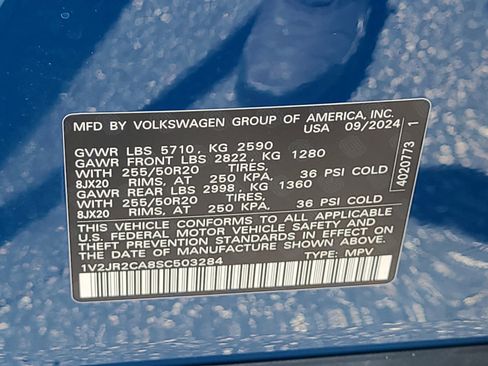 MFD BY VOLKSWAGEN GROUP OF AMERICA, INC.
USA 09/2024
GVWR LBS 5710, KG 2590
GAWR FRONT LBS 2822, KG 1280
WITH 255/50R20 TIRES,
8JX20 RIMS, AT 250 KPA. 36 PSI COLD
GAWR REAR LBS 2998, KG 1360
WITH 255/50R20 TIRES,
8JX20 RIMS, AT 250 KPA. 36 PSI COLD
THIS VEHICLE CONFORMS TO ALL APPLICABLE
U.S. FEDERAL MOTOR VEHICLE SAFETY AND
THEFT PREVENTION STANDARDS IN EFFECT ON
THE DATE OF MANUFACTURE SHOWN ABOVE.
1V2JR2CA8SC503284 TYPE: MPV
4020773 1